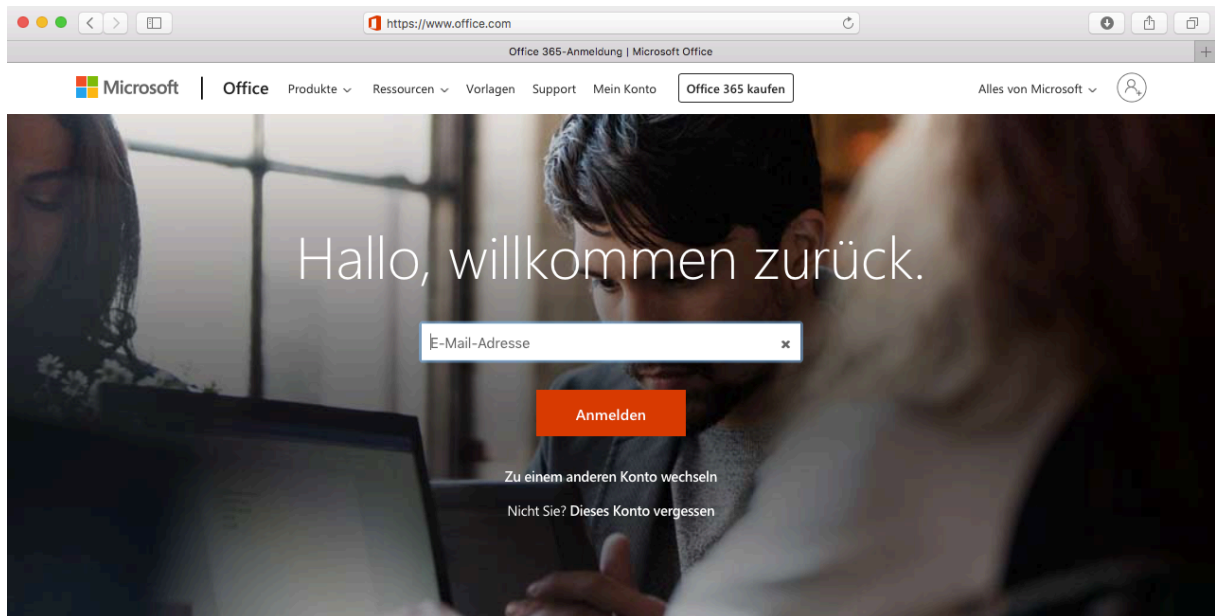 https://www.office.com
Office 365-Anmeldung | Microsoft Office
Microsoft Office Produkte Ressourcen Vorlagen Support Mein Konto Office 365 kaufen Alles von Microsoft
Hallo, willkommen zurück.
E-Mail-Adresse
Anmelden
Zu einem anderen Konto wechseln
Nicht Sie? Dieses Konto vergessen